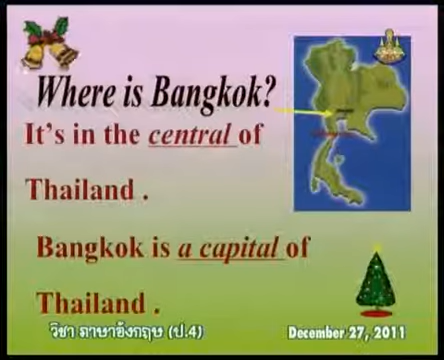 Where is Bangkok?
It's in the central of
Thailand .
Bangkok is a capital of
Thailand .
วิชา ภาษาอังกฤษ (ป.4)
December 27, 2011